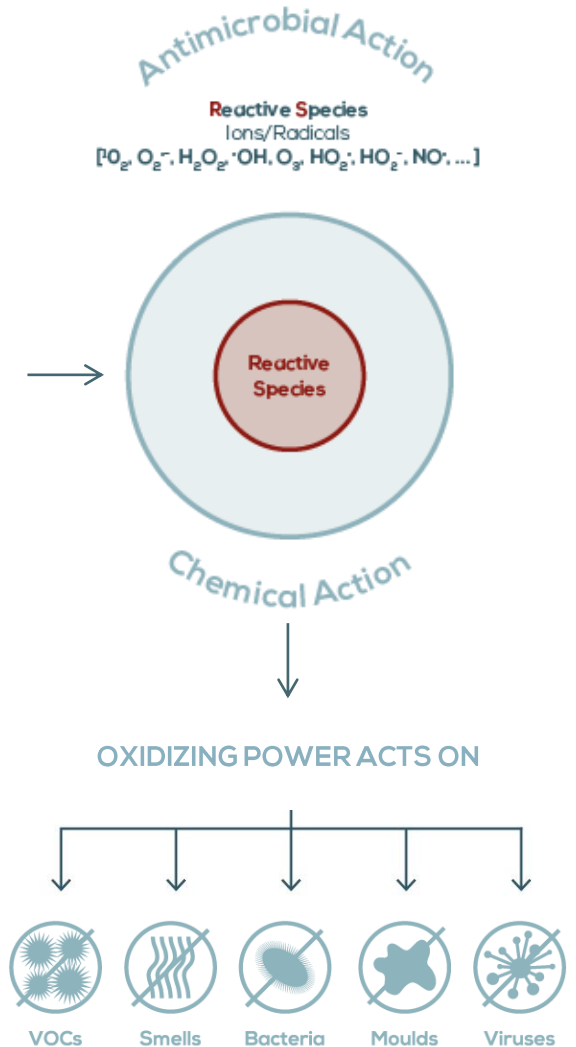 Antimicrobial Action
Reactive Species
Ions/Radicals
[¹O₂, O₂•⁻, H₂O₂, •OH, O₃, HO₂•, HO₂⁻, NO•, ... ]
Reactive
Species
Chemical Action
OXIDIZING POWER ACTS ON
VOCs Smells Bacteria Moulds Viruses